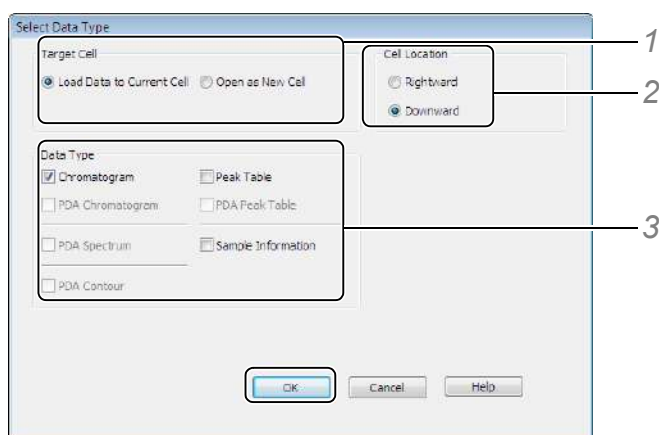 Select Data Type
Target Cell
Load Data to Current Cell Open as New Cell
Cell Location
Rightward
Downward
1
2
Data Type
Chromatogram Peak Table
PDA Chromatogram PDA Peak Table
PDA Spectrum Sample Information
PDA Contour
3
OK Cancel Help